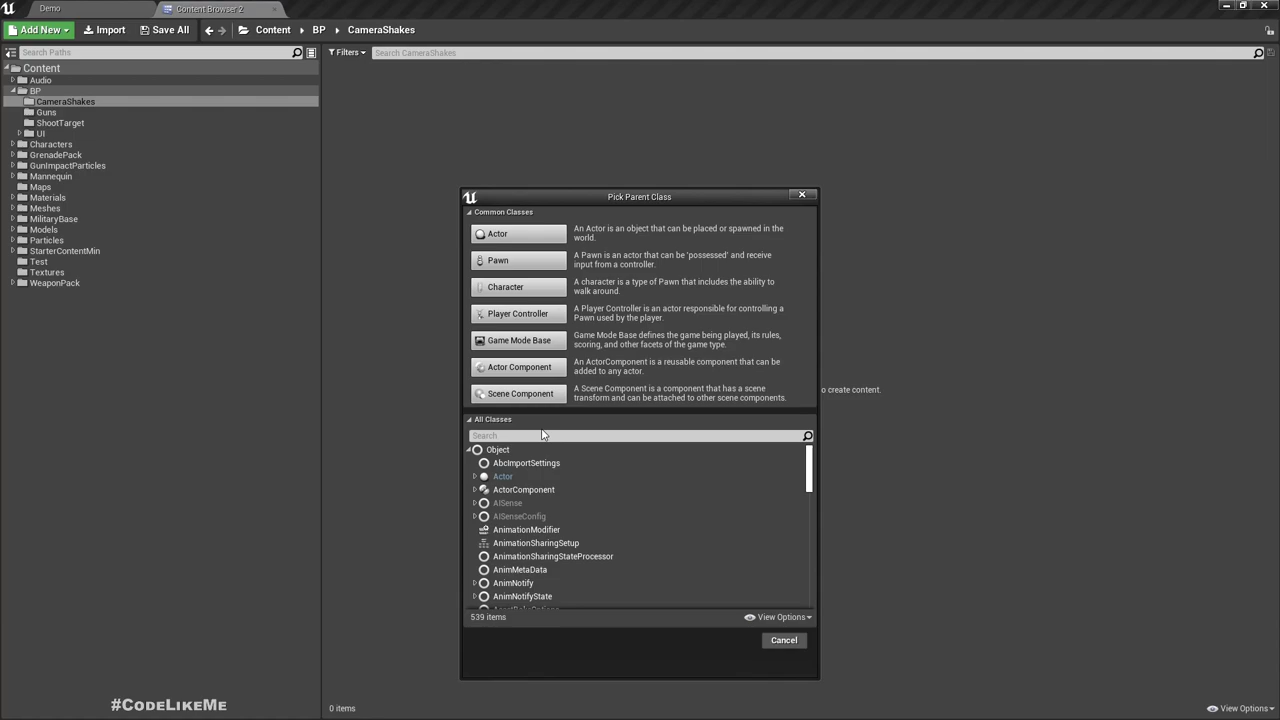 Demo
Content Browser 2
Add New
Import
Save All
Content
BP
CameraShakes
Search Paths
Filters
Search CameraShakes
Content
Audio
BP
CameraShakes
Guns
ShootTarget
UI
Characters
GrenadePack
GunImpactParticles
Mannequin
Maps
Materials
Meshes
MilitaryBase
Models
Particles
StarterContentMin
Test
Textures
WeaponPack
Pick Parent Class
Common Classes
Actor
An Actor is an object that can be placed or spawned in the
world.
Pawn
A Pawn is an actor that can be 'possessed' and receive
input from a controller.
Character
A character is a type of Pawn that includes the ability to
walk around.
Player Controller
A Player Controller is an actor responsible for controlling a
Pawn used by the player.
Game Mode Base
Game Mode Base defines the game being played, its rules,
scoring, and other facets of the game type.
Actor Component
An ActorComponent is a reusable component that can be
added to any actor.
Scene Component
A Scene Component is a component that has a scene
transform and can be attached to other scene components.
o create content.
All Classes
Search
Object
AbcImportSettings
Actor
ActorComponent
AISense
AISenseConfig
AnimationModifier
AnimationSharingSetup
AnimationSharingStateProcessor
AnimMetaData
AnimNotify
AnimNotifyState
539 items
View Options
Cancel
#CodeLikeMe
0 items
View Options